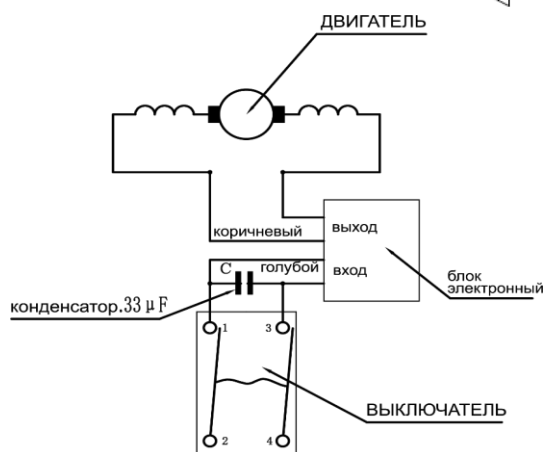 ДВИГАТЕЛЬ
коричневый
выход
C
голубой
вход
блок
электронный
конденсатор.33 μF
1
3
ВЫКЛЮЧАТЕЛЬ
2
4